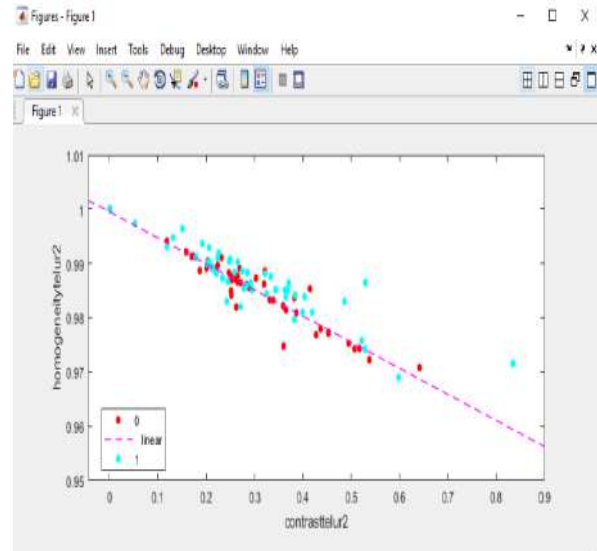 Figures - Figure 1
File Edit View Insert Tools Debug Desktop Window Help
Figure 1
1.01
1
0.99
0.98
0.97
0.96
0.95
homogeneitytelur2
0
linear
1
0 0.1 0.2 0.3 0.4 0.5 0.6 0.7 0.8 0.9
contrasttelur2